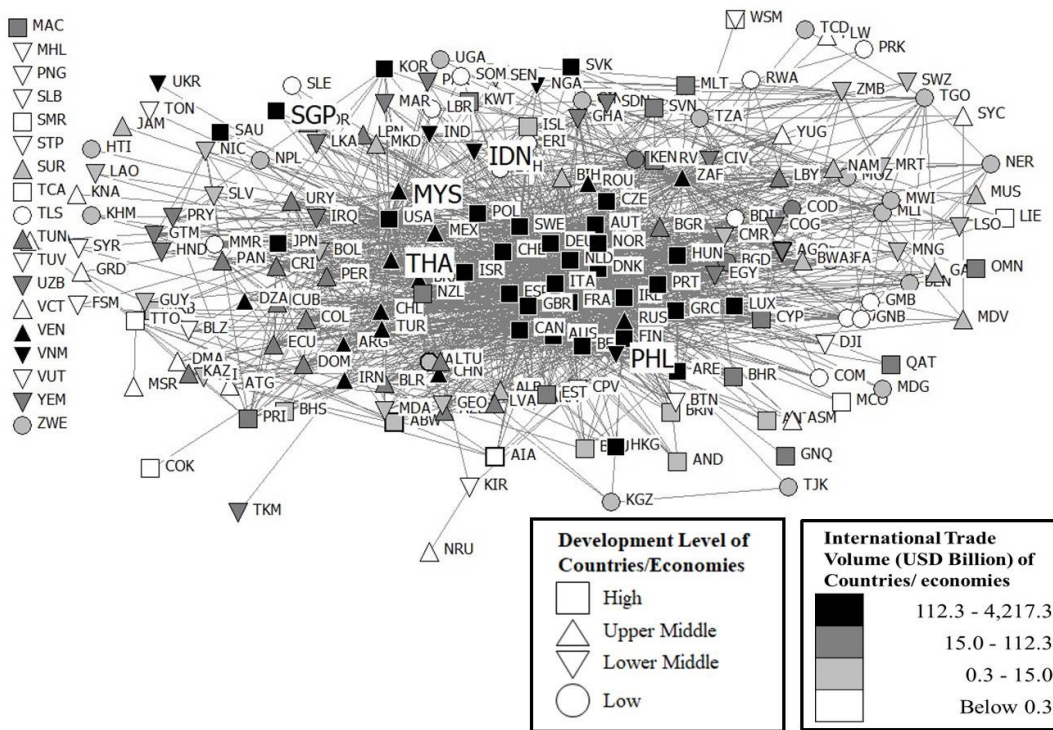 MAC
MHL
PNG
SLB
SMR
STP
SUR
TCA
TLS
TUN
TUV
UZB
VCT
VEN
VNM
VUT
YEM
ZWE
WSM
TCD
PRK
UGA
KOR
SVK
RWA
UKR
SLE
SOM
SEN
NGA
MLT
ZMB
SWZ
TGO
TON
MAR
LBR
KWT
SDN
SVN
SGP
GHA
TZA
SYC
JAM
SAU
LPN
IND
ISL
YUG
HTI
NIC
LKA
MKD
ERI
KEN
CIV
NPL
IDN
ZAF
LBY
NAM
MRT
NER
LAO
BIH
ROU
COD
MWI
MUS
KNA
SLV
URY
MYS
USA
CZE
MLI
KHM
PRY
IRQ
POL
SWE
AUT
BGR
BDI
COG
LSO
LIE
GTM
MEX
NOR
CMR
SYR
HND
MMR
JPN
BOL
HUN
MNG
PAN
CRI
THA
NLD
BGD
BWA
OMN
GRD
PER
ISR
DNK
EGY
ITA
PRT
FSM
GUY
DZA
CUB
NZL
GBR
FRA
IRL
GRC
LUX
GMB
TTO
COL
CHL
RUS
CYP
GNB
MDV
BLZ
TUR
CAN
AUS
FIN
ECU
ARG
DJI
DMA
DOM
PHL
QAT
KAZ
CHN
ARE
BHR
COM
MSR
ATG
IRN
BLR
EST
CPV
BTN
MDG
GEO
LVA
MDA
BRN
ASM
PRI
BHS
ABW
HKG
COK
AIA
AND
GNQ
KIR
TJK
TKM
KGZ
NRU
Development Level of
Countries/Economies
High
Upper Middle
Lower Middle
Low
International Trade
Volume (USD Billion) of
Countries/ economies
112.3 - 4,217.3
15.0 - 112.3
0.3 - 15.0
Below 0.3